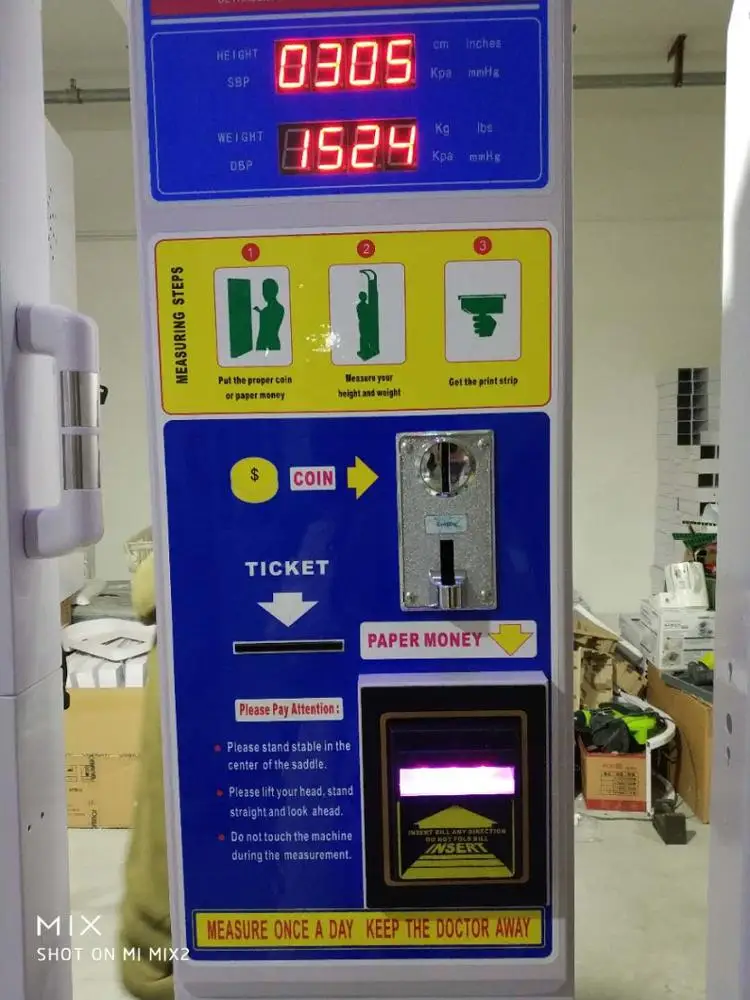 HEIGHT
SBP
0305
cm inches
Kpa mmHg
WEIGHT
DBP
1524
Kg lbs
Kpa mmHg
MEASURING STEPS
1
2
3
Put the proper coin
or paper money
Measure your
height and weight
Get the print strip
$
COIN
TICKET
PAPER MONEY
Please Pay Attention:
Please stand stable in the
center of the saddle.
Please lift your head, stand
straight and look ahead.
Do not touch the machine
during the measurement.
INSERT BILL ANY DIRECTION
DO NOT FOLD BILL
INSERT
MEASURE ONCE A DAY KEEP THE DOCTOR AWAY
MIX
SHOT ON MI MIX2